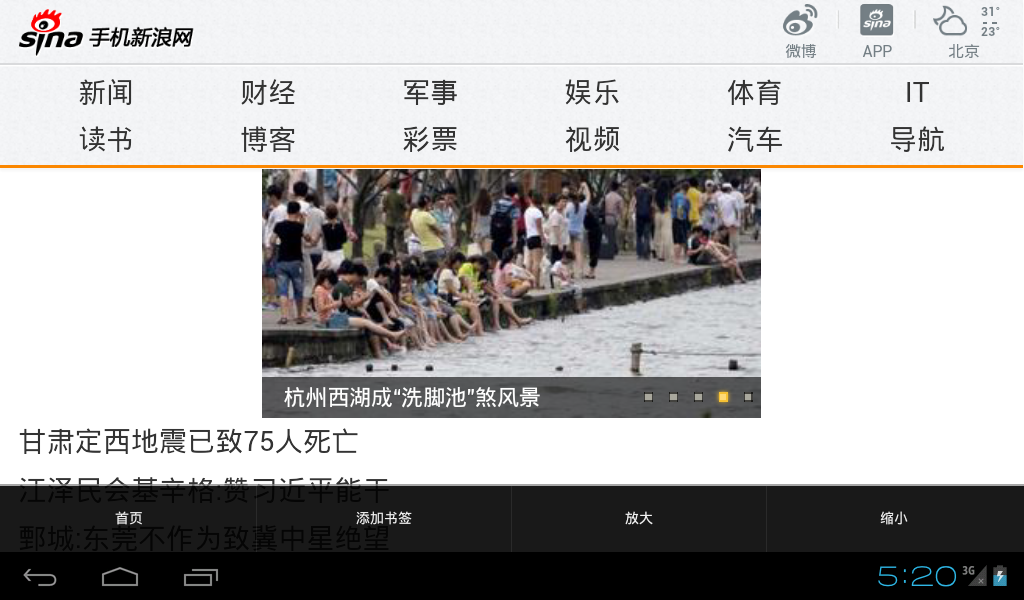 sina 手机新浪网
微博 APP 北京 31° 23°
新闻 财经 军事 娱乐 体育 IT
读书 博客 彩票 视频 汽车 导航
杭州西湖成“洗脚池”煞风景
甘肃定西地震已致75人死亡
江泽民会基辛格:赞习近平能干
鄄城:东莞不作为致冀中星绝望
首页 添加书签 放大 缩小
5:20 3G